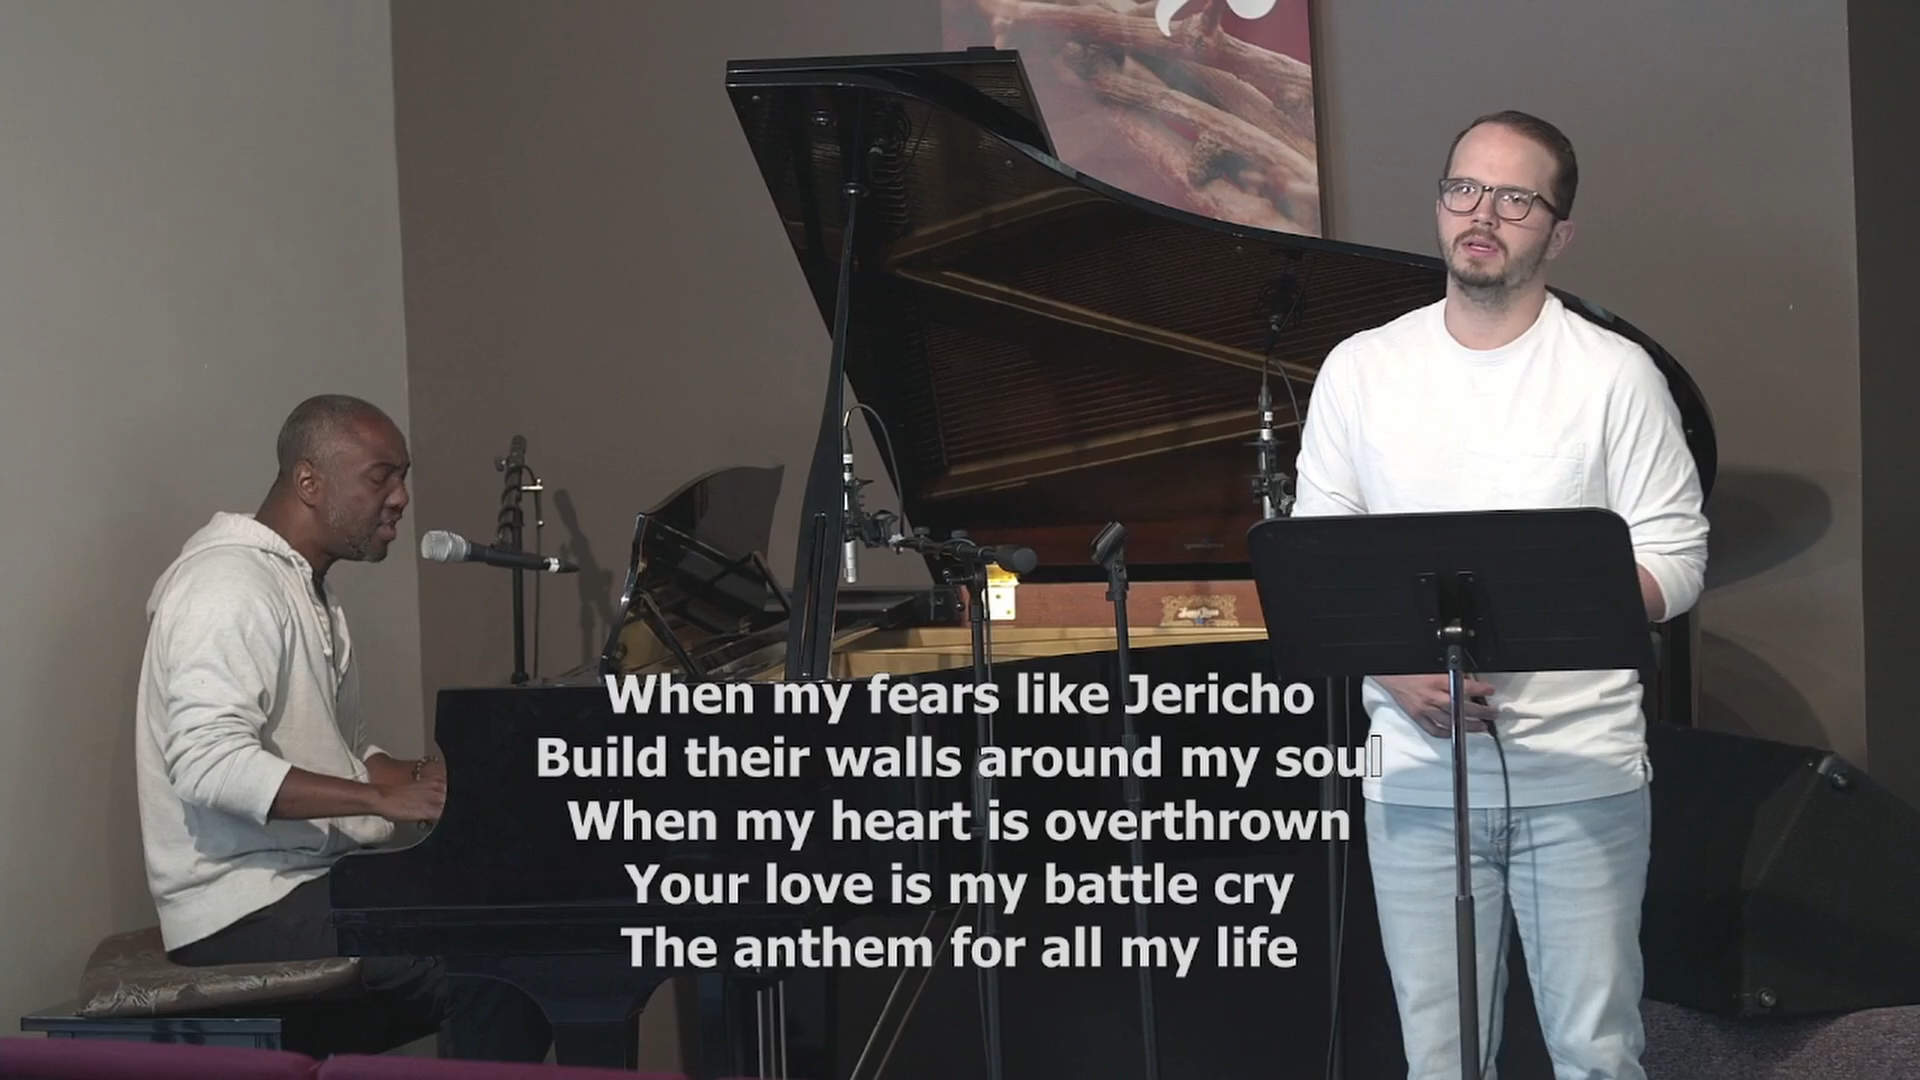 When my fears like Jericho
Build their walls around my soul
When my heart is overthrown
Your love is my battle cry
The anthem for all my life